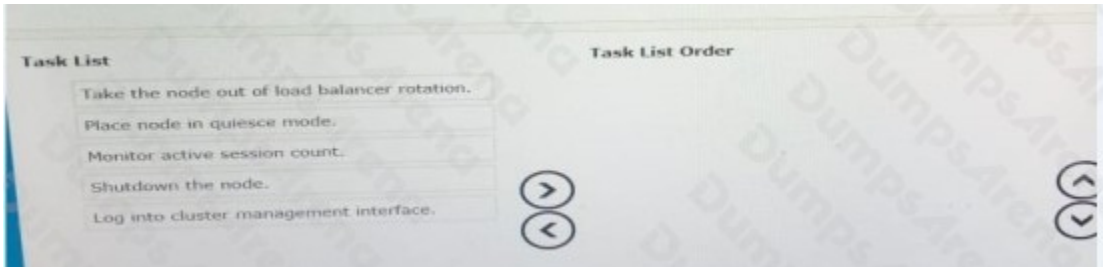 Task List
Task List Order
Take the node out of load balancer rotation.
Place node in quiesce mode.
Monitor active session count.
Shutdown the node.
Log into cluster management interface.